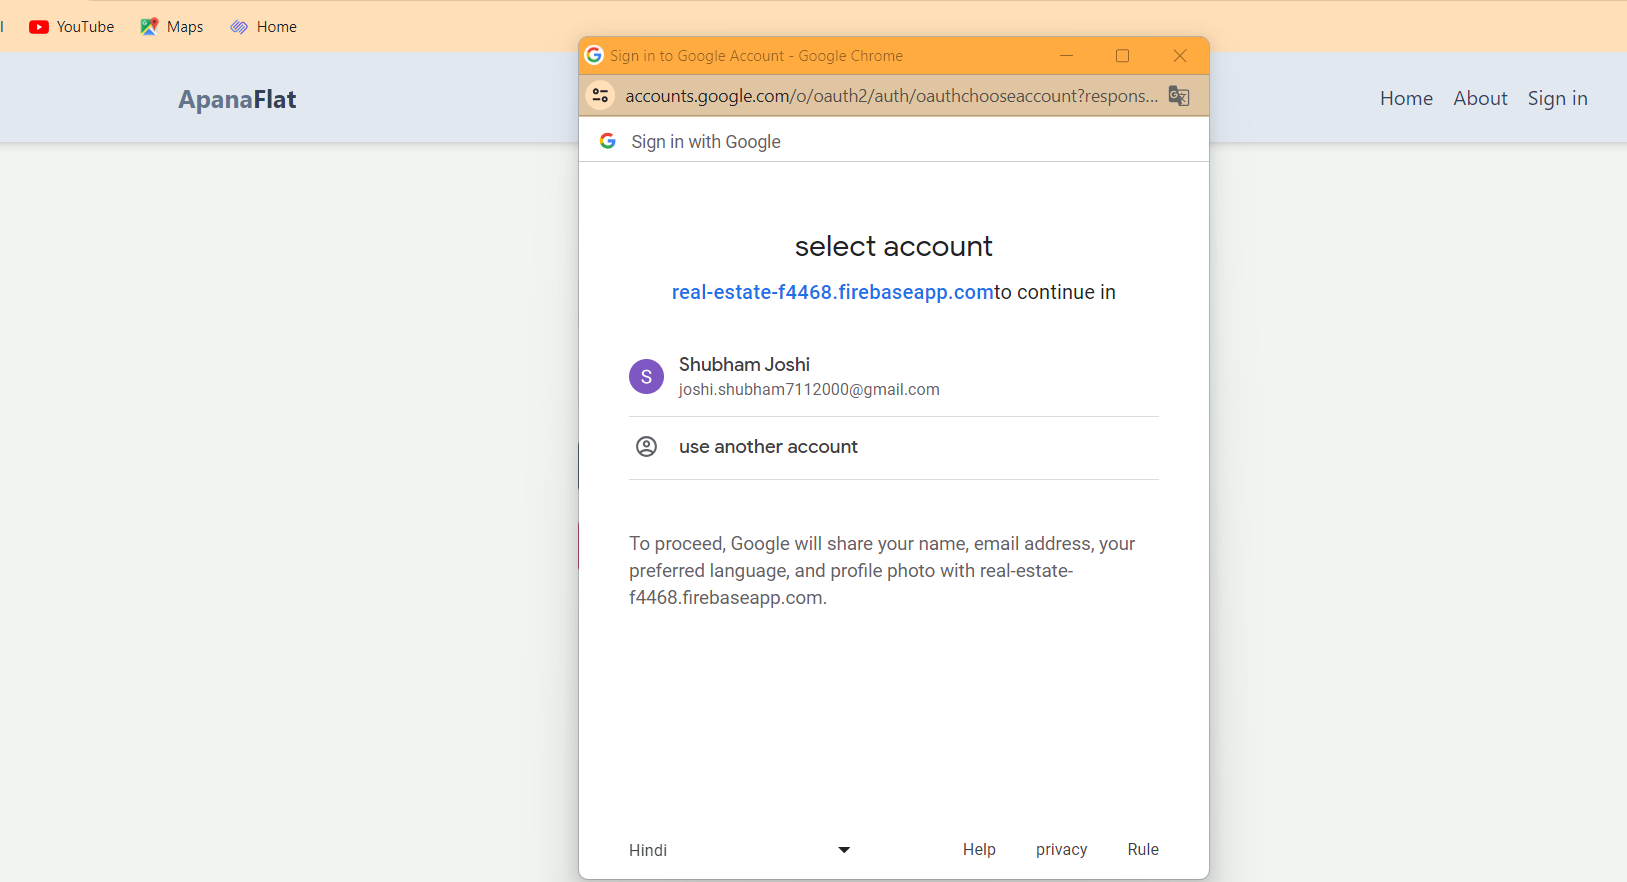 YouTube
Maps
Home
Sign in to Google Account - Google Chrome
accounts.google.com/o/oauth2/auth/oauthchooseaccount?respons...
ApanaFlat
Home
About
Sign in
Sign in with Google
select account
real-estate-f4468.firebaseapp.comto continue in
S
Shubham Joshi
joshi.shubham7112000@gmail.com
use another account
To proceed, Google will share your name, email address, your
preferred language, and profile photo with real-estate-
f4468.firebaseapp.com.
Hindi
Help
privacy
Rule